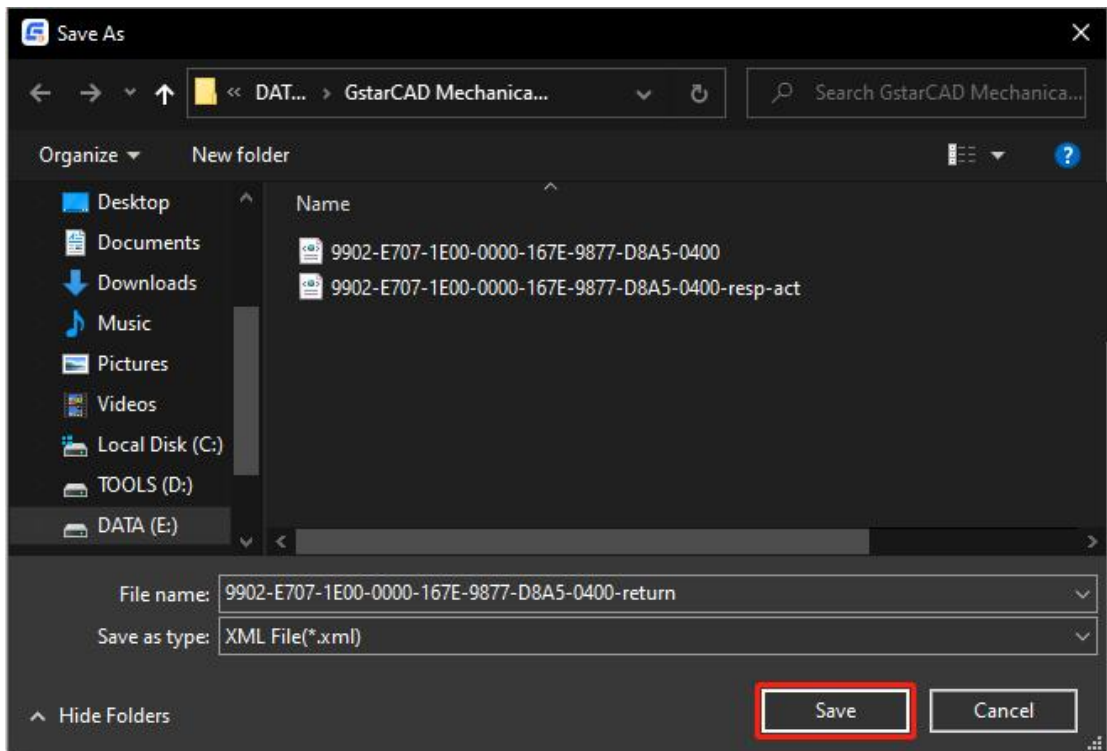 Save As
« DAT... › GstarCAD Mechanica...
Search GstarCAD Mechanica...
Organize
New folder
?
Desktop
Documents
Downloads
Music
Pictures
Videos
Local Disk (C:)
TOOLS (D:)
DATA (E:)
Name
9902-E707-1E00-0000-167E-9877-D8A5-0400
9902-E707-1E00-0000-167E-9877-D8A5-0400-resp-act
File name: 9902-E707-1E00-0000-167E-9877-D8A5-0400-return
Save as type: XML File(*.xml)
Hide Folders
Save
Cancel